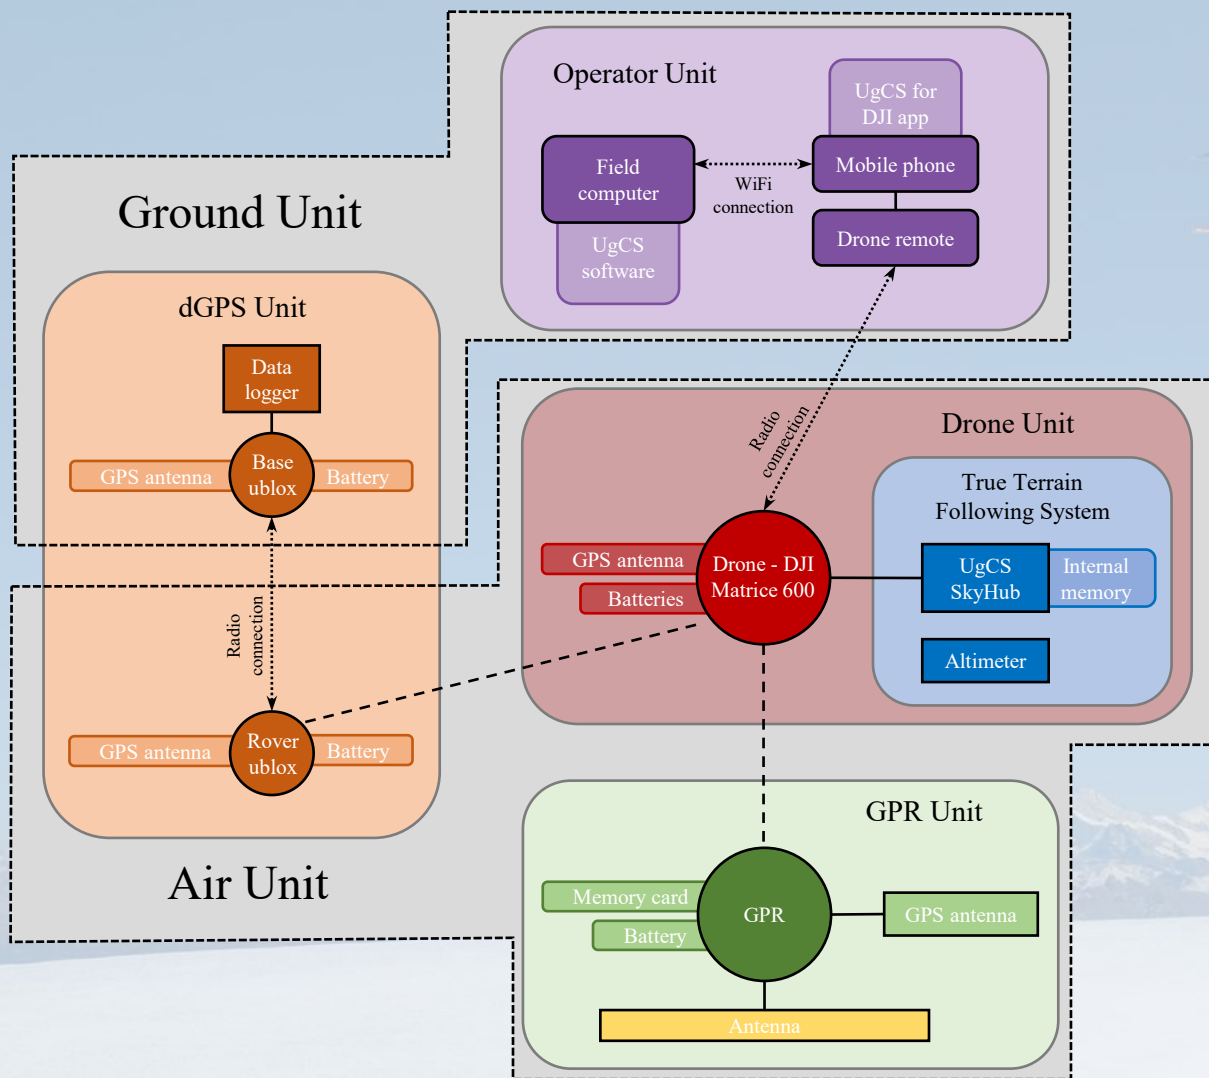 Operator Unit
UgCS for
DJI app
Field
computer
WiFi
connection
Mobile phone
Drone remote
UgCS
software
Ground Unit
dGPS Unit
Data
logger
GPS antenna
Base
ublox
Battery
Radio
connection
Rover
ublox
GPS antenna
Battery
Air Unit
Radio
connection
Drone Unit
True Terrain
Following System
GPS antenna
Batteries
Drone - DJI
Matrice 600
UgCS
SkyHub
Internal
memory
Altimeter
GPR Unit
Memory card
Battery
GPR
GPS antenna
Antenna